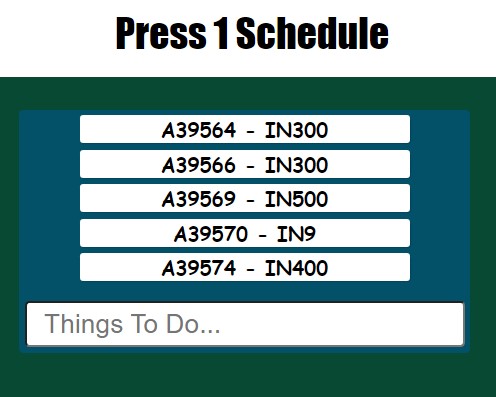 Press 1 Schedule
A39564 - IN300
A39566 - IN300
A39569 - IN500
A39570 - IN9
A39574 - IN400
Things To Do...